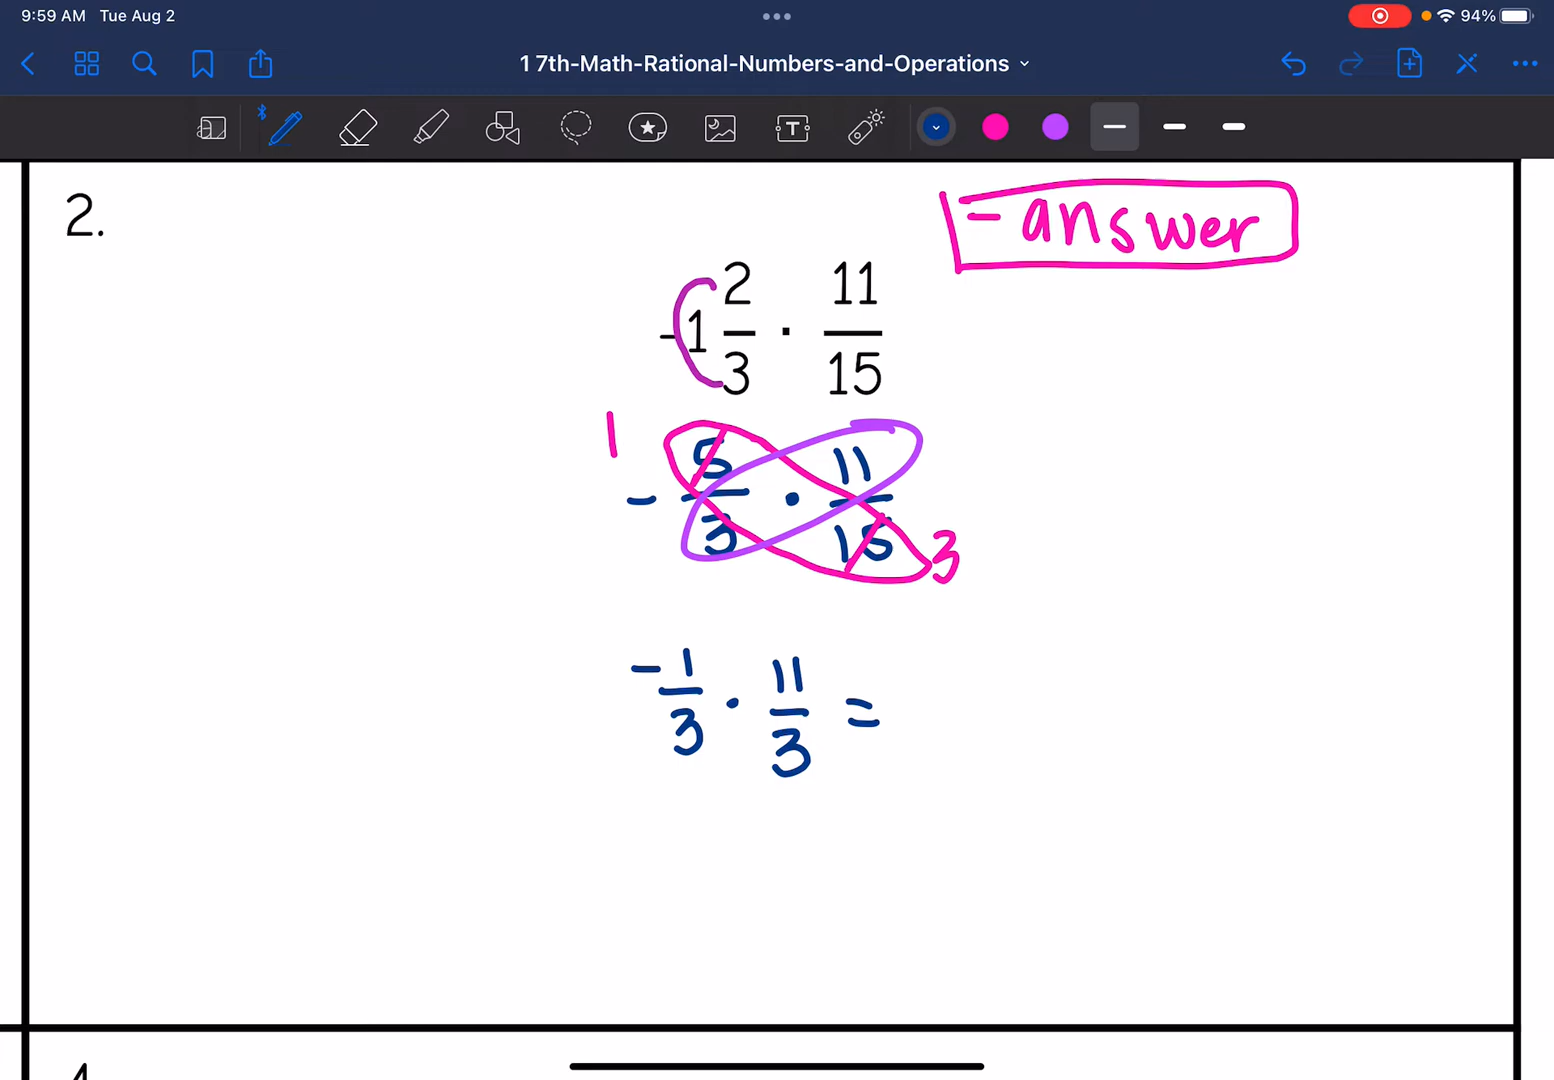 9:59 AM Tue Aug 2
94%
1 7th-Math-Rational-Numbers-and-Operations
T
2.
- answer
-1 2/3 · 11/15
1
- 5/3 · 11/15
3
- 1/3 · 11/3 =